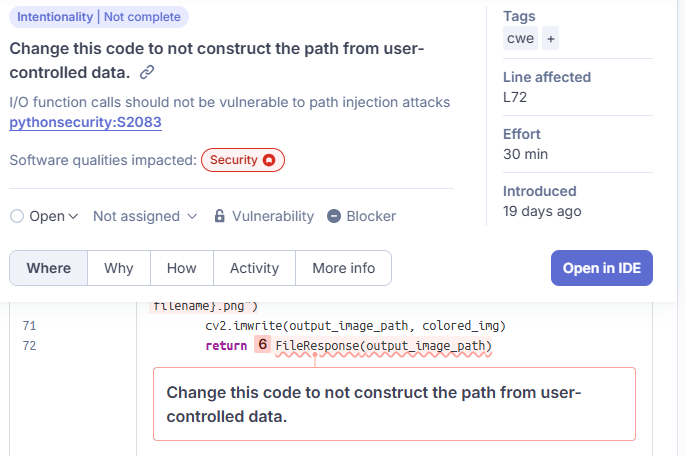 Intentionality | Not complete
Change this code to not construct the path from user-
controlled data.
I/O function calls should not be vulnerable to path injection attacks
pythonsecurity:S2083
Software qualities impacted: Security
Open Not assigned Vulnerability Blocker
Tags
cwe +
Line affected
L72
Effort
30 min
Introduced
19 days ago
Where Why How Activity More info Open in IDE
filename}.png")
71 cv2.imwrite(output_image_path, colored_img)
72 return 6 FileResponse(output_image_path)
Change this code to not construct the path from user-
controlled data.